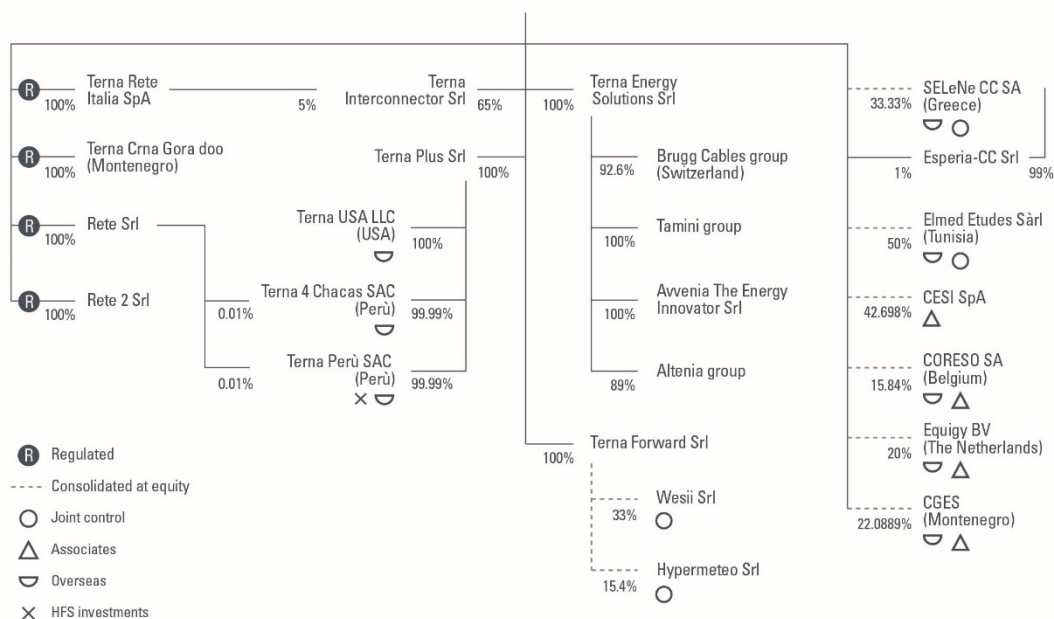 R
100%
Terna Rete
Italia SpA
5%
Terna
Interconnector Srl
65%
100%
Terna Energy
Solutions Srl
33.33%
SELeNe CC SA
(Greece)
R
100%
Terna Crna Gora doo
(Montenegro)
Terna Plus Srl
100%
92.6%
Brugg Cables group
(Switzerland)
1%
Esperia-CC Srl
99%
R
100%
Rete Srl
Terna USA LLC
(USA)
100%
100%
Tamini group
50%
Elmed Etudes Sàrl
(Tunisia)
R
100%
Rete 2 Srl
0.01%
Terna 4 Chacas SAC
(Perù)
99.99%
100%
Avvenia The Energy
Innovator Srl
42.698%
CESI SpA
0.01%
Terna Perù SAC
(Perù)
99.99%
89%
Altenia group
15.84%
CORESO SA
(Belgium)
100%
Terna Forward Srl
20%
Equigy BV
(The Netherlands)
33%
Wesii Srl
22.0889%
CGES
(Montenegro)
15.4%
Hypermeteo Srl
R Regulated
Consolidated at equity
Joint control
Associates
Overseas
HFS investments